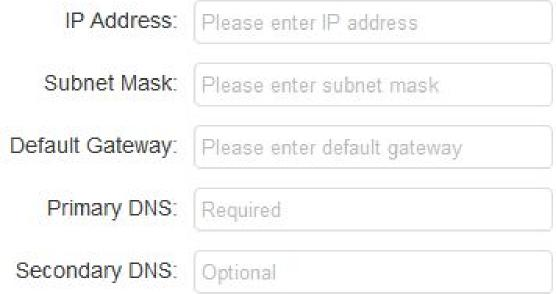 IP Address: Please enter IP address
Subnet Mask: Please enter subnet mask
Default Gateway: Please enter default gateway
Primary DNS: Required
Secondary DNS: Optional